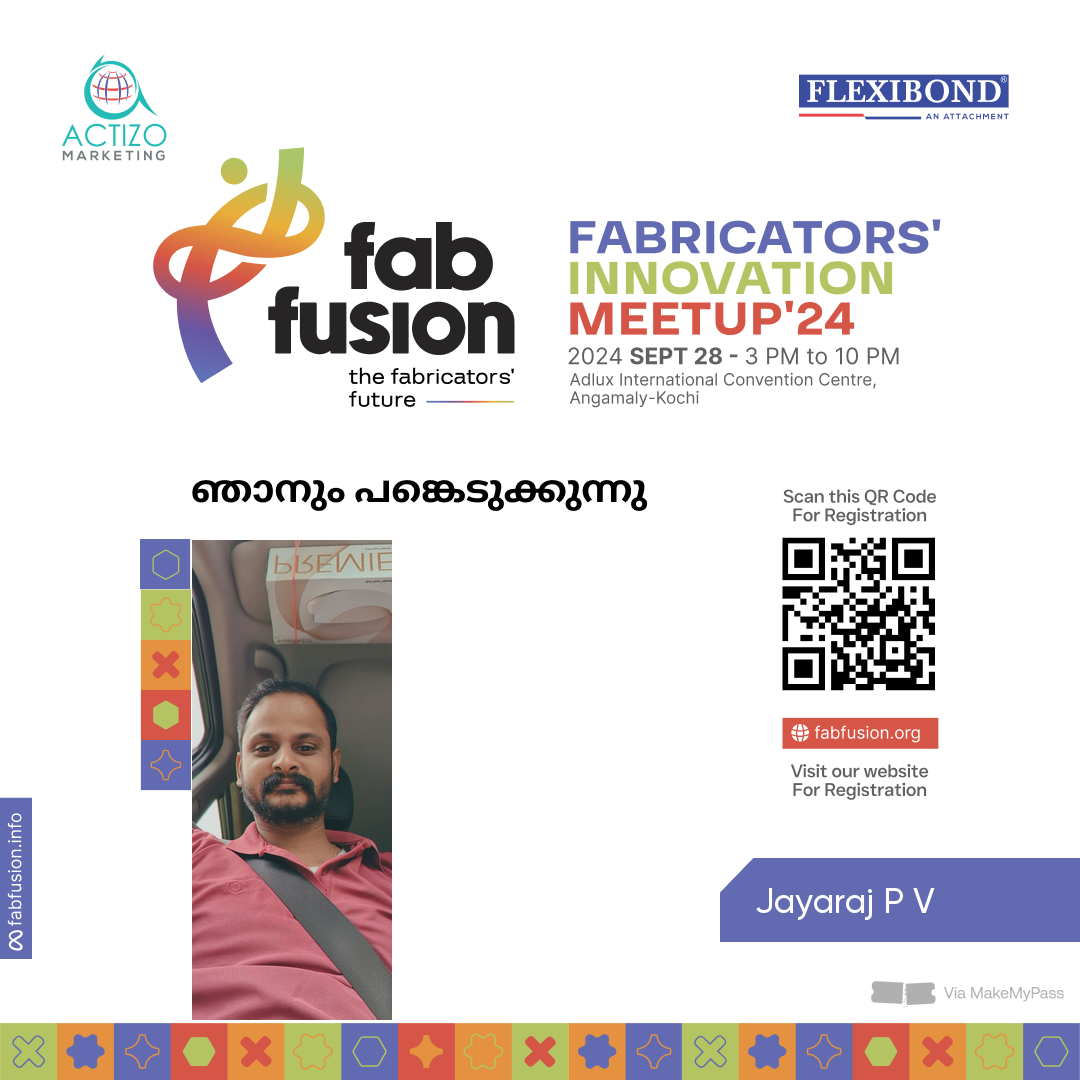 ACTIZO
MARKETING
FLEXIBOND®
AN ATTACHMENT
fab
fusion
the fabricators'
future
FABRICATORS'
INNOVATION
MEETUP'24
2024 SEPT 28 - 3 PM to 10 PM
Adlux International Convention Centre,
Angamaly-Kochi
ഞാനും പങ്കെടുക്കുന്നു
Scan this QR Code
For Registration
PREMIE
fabfusion.org
Visit our website
For Registration
fabfusion.info
Jayaraj P V
Via MakeMyPass